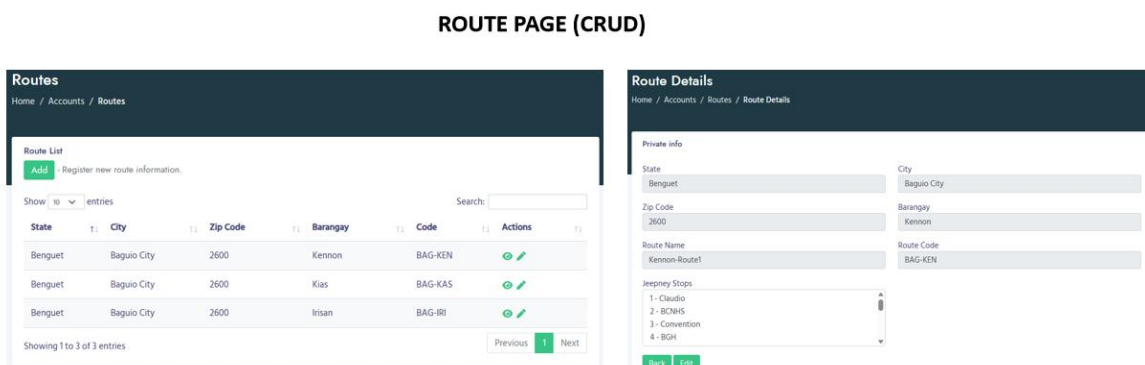 ROUTE PAGE (CRUD)
Routes
Home / Accounts / Routes
Route List
Add - Register new route information.
Show 10 entries
Search:
State City Zip Code Barangay Code Actions
Benguet Baguio City 2600 Kennon BAG-KEN
Benguet Baguio City 2600 Kias BAG-KAS
Benguet Baguio City 2600 Irisan BAG-IRI
Showing 1 to 3 of 3 entries
Previous 1 Next
Route Details
Home / Accounts / Routes / Route Details
Private info
State City
Benguet Baguio City
Zip Code Barangay
2600 Kennon
Route Name Route Code
Kennon-Route1 BAG-KEN
Jeepney Stops
1 - Claudio
2 - BCNHS
3 - Convention
4 - BGH
Back Edit